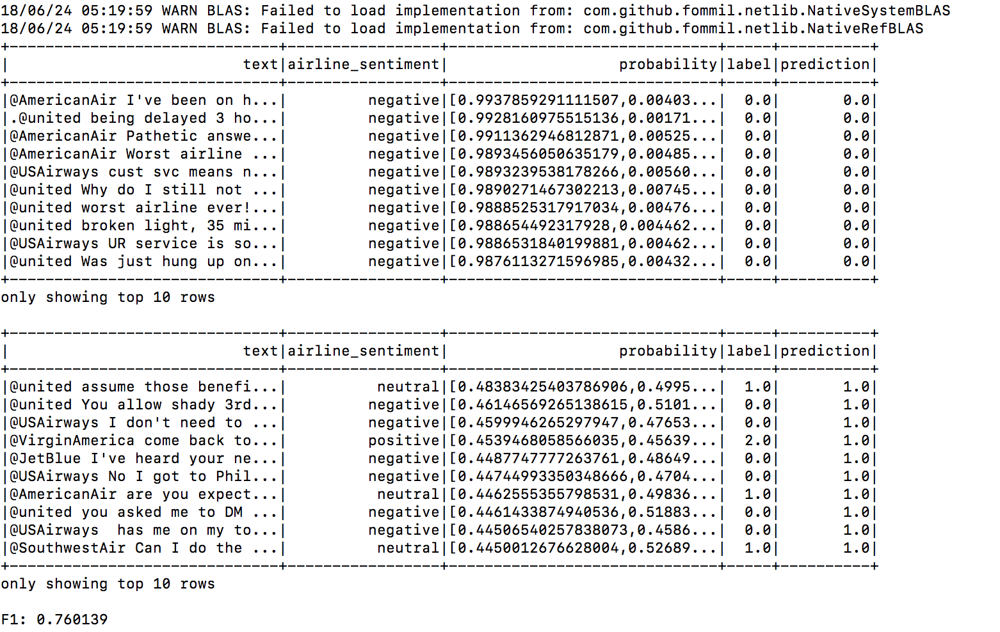 18/06/24 05:19:59 WARN BLAS: Failed to load implementation from: com.github.fommil.netlib.NativeSystemBLAS
18/06/24 05:19:59 WARN BLAS: Failed to load implementation from: com.github.fommil.netlib.NativeRefBLAS
+------------------------------+-----------------+------------------------------+-----+----------+
|                          text|airline_sentiment|                   probability|label|prediction|
+------------------------------+-----------------+------------------------------+-----+----------+
|@AmericanAir I've been on h...|         negative|[0.9937859291111507,0.00403...|  0.0|       0.0|
|.@united being delayed 3 ho...|         negative|[0.9928160975515136,0.00171...|  0.0|       0.0|
|@AmericanAir Pathetic answe...|         negative|[0.9911362946812871,0.00525...|  0.0|       0.0|
|@AmericanAir Worst airline ...|         negative|[0.9893456050635179,0.00485...|  0.0|       0.0|
|@USAirways cust svc means n...|         negative|[0.9893239538178266,0.00560...|  0.0|       0.0|
|@united Why do I still not ...|         negative|[0.9890271467302213,0.00745...|  0.0|       0.0|
|@united worst airline ever!...|         negative|[0.9888525317917034,0.00476...|  0.0|       0.0|
|@united broken light, 35 mi...|         negative|[0.988654492317928,0.004462...|  0.0|       0.0|
|@USAirways UR service is so...|         negative|[0.9886531840199881,0.00462...|  0.0|       0.0|
|@united Was just hung up on...|         negative|[0.9876113271596985,0.00432...|  0.0|       0.0|
+------------------------------+-----------------+------------------------------+-----+----------+
only showing top 10 rows

+------------------------------+-----------------+------------------------------+-----+----------+
|                          text|airline_sentiment|                   probability|label|prediction|
+------------------------------+-----------------+------------------------------+-----+----------+
|@united assume those benefi...|          neutral|[0.48383425403786906,0.4995...|  1.0|       1.0|
|@united You allow shady 3rd...|         negative|[0.46146569265138615,0.5101...|  0.0|       1.0|
|@USAirways I don't need to ...|         negative|[0.4599946265297947,0.47653...|  0.0|       1.0|
|@VirginAmerica come back to...|         positive|[0.4539468058566035,0.45639...|  2.0|       1.0|
|@JetBlue I've heard your ne...|         negative|[0.4487747777263761,0.48649...|  0.0|       1.0|
|@USAirways No I got to Phil...|         negative|[0.44744993350348666,0.4704...|  0.0|       1.0|
|@AmericanAir are you expect...|          neutral|[0.4462555355798531,0.49836...|  1.0|       1.0|
|@united you asked me to DM ...|         negative|[0.4461433874940536,0.51883...|  0.0|       1.0|
|@USAirways  has me on my to...|         negative|[0.44506540257838073,0.4586...|  0.0|       1.0|
|@SouthwestAir Can I do the ...|          neutral|[0.4450012676628004,0.52689...|  1.0|       1.0|
+------------------------------+-----------------+------------------------------+-----+----------+
only showing top 10 rows

F1: 0.760139